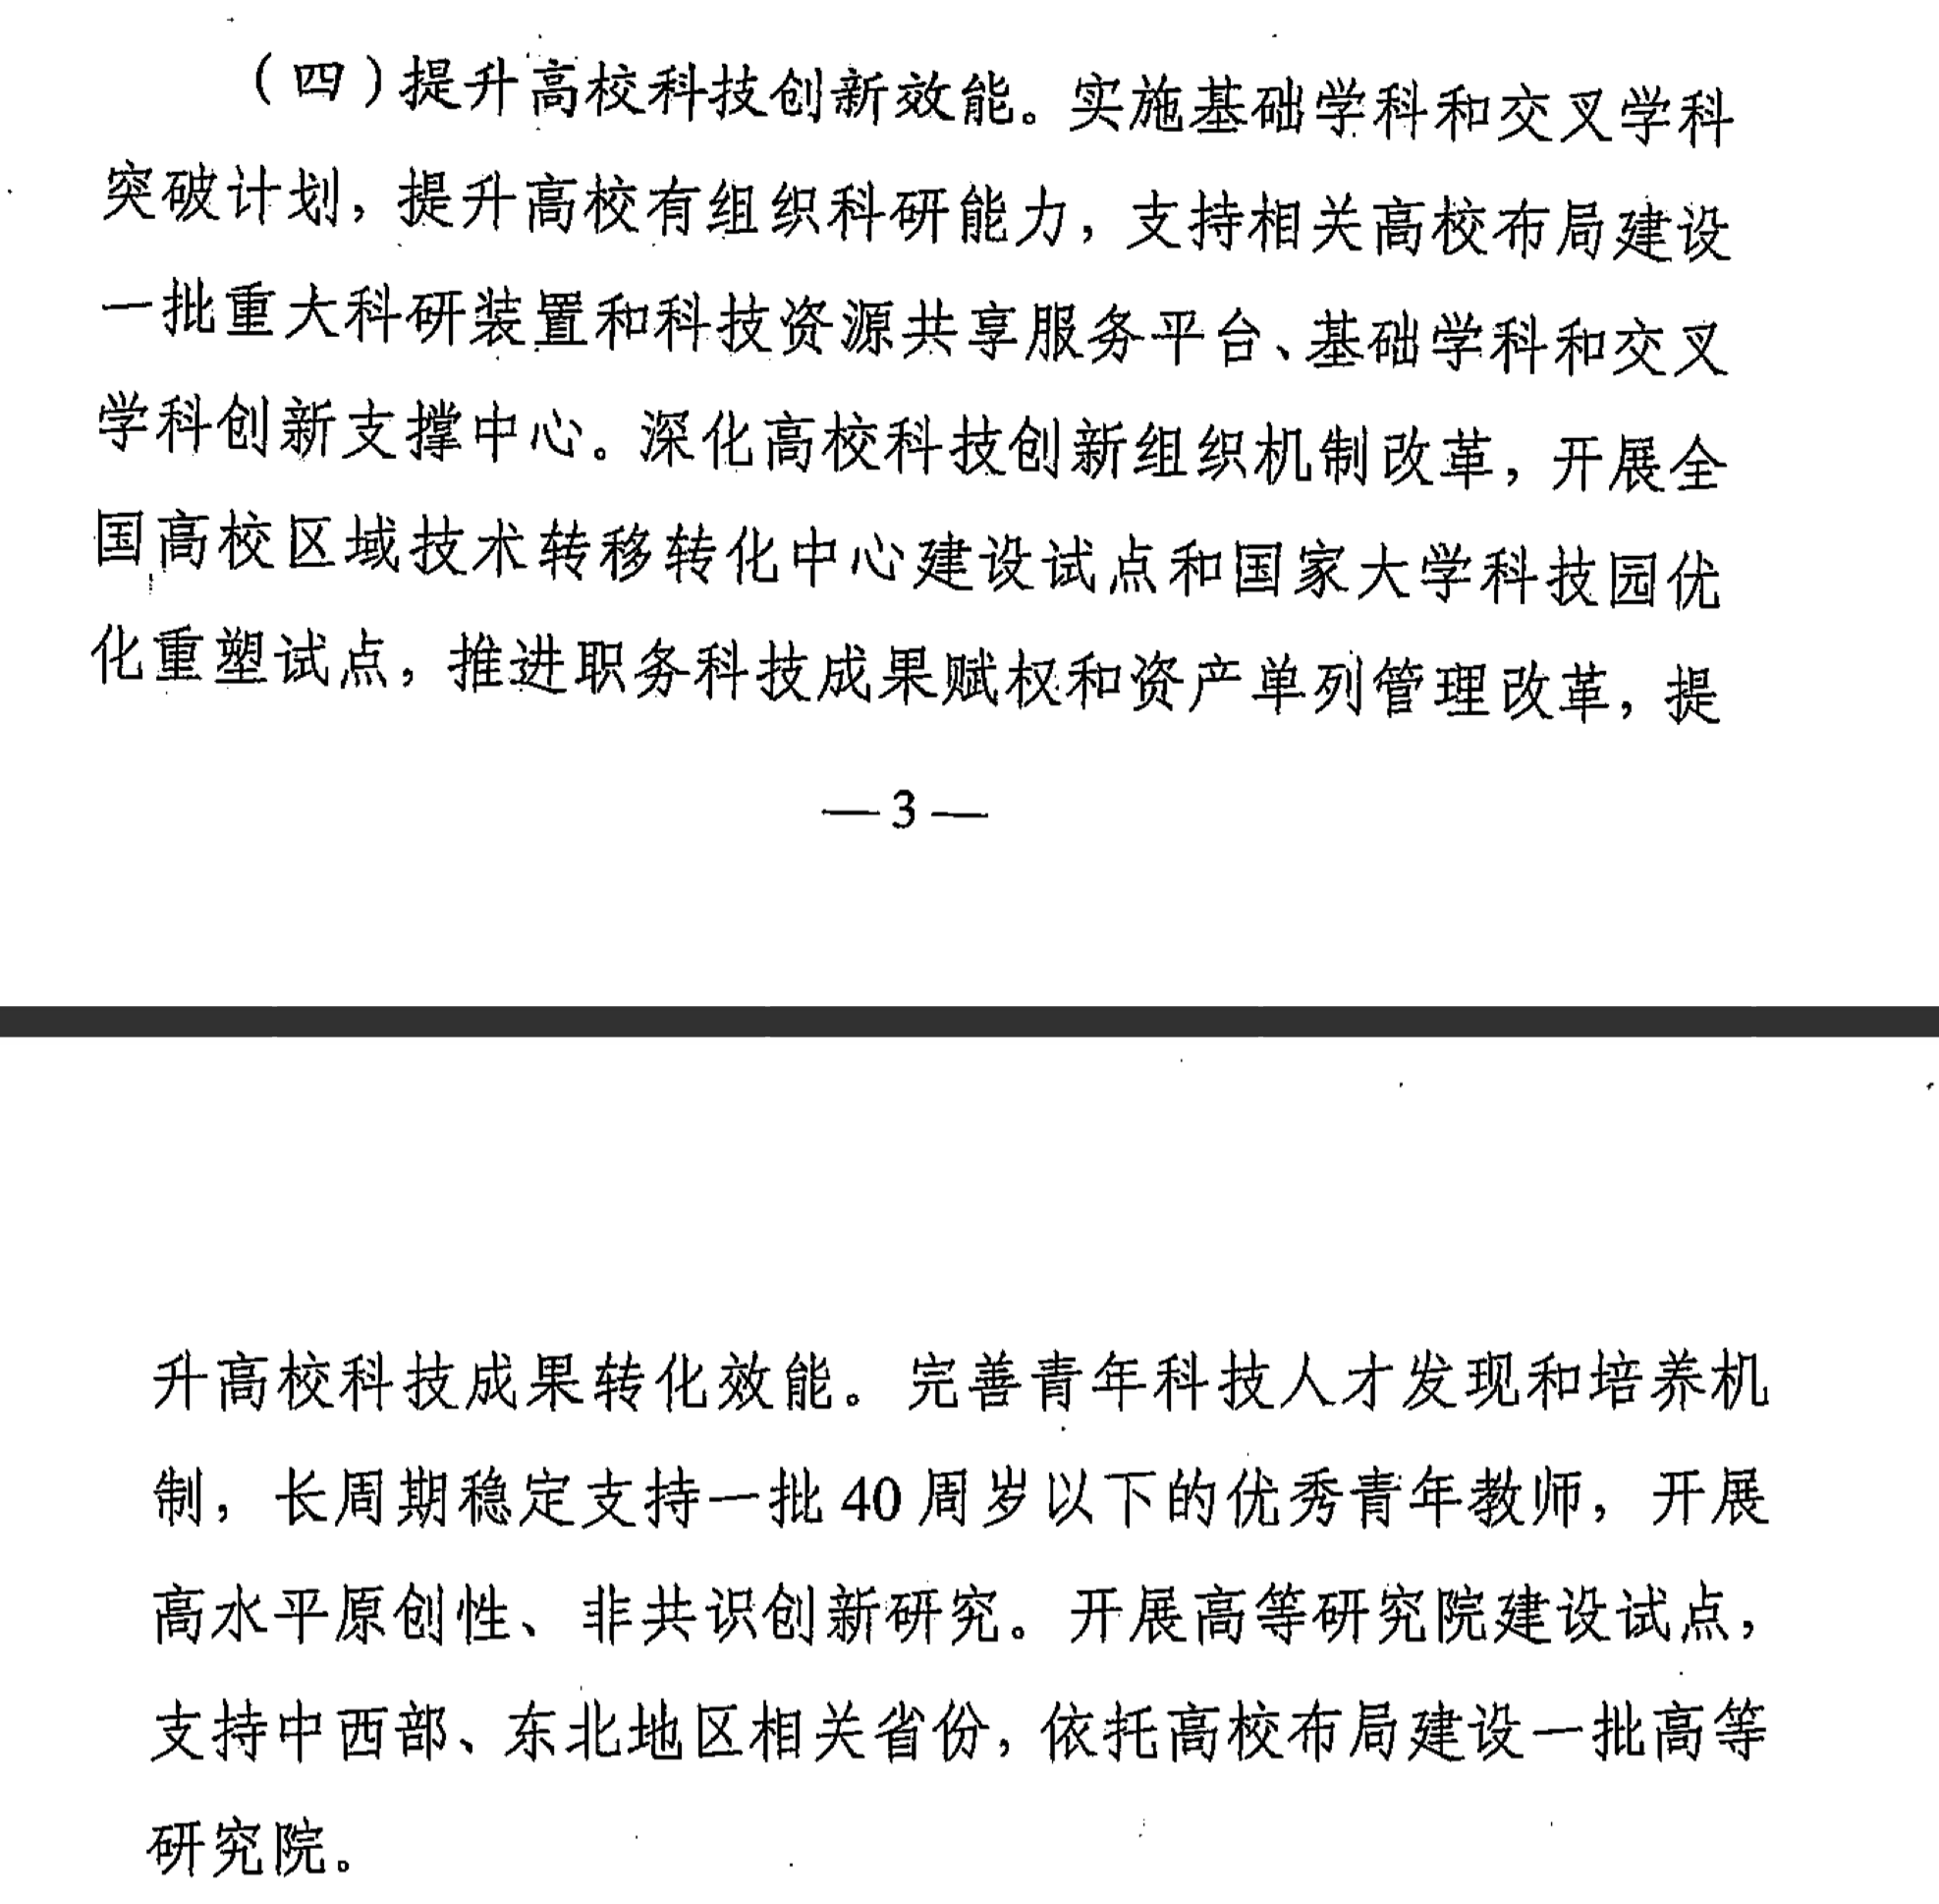 （四）提升高校科技创新效能。实施基础学科和交叉学科
突破计划，提升高校有组织科研能力，支持相关高校布局建设
一批重大科研装置和科技资源共享服务平台、基础学科和交叉
学科创新支撑中心。深化高校科技创新组织机制改革，开展全
国高校区域技术转移转化中心建设试点和国家大学科技园优
化重塑试点，推进职务科技成果赋权和资产单列管理改革，提
—3—
升高校科技成果转化效能。完善青年科技人才发现和培养机
制，长周期稳定支持一批40周岁以下的优秀青年教师，开展
高水平原创性、非共识创新研究。开展高等研究院建设试点，
支持中西部、东北地区相关省份，依托高校布局建设一批高等
研究院。